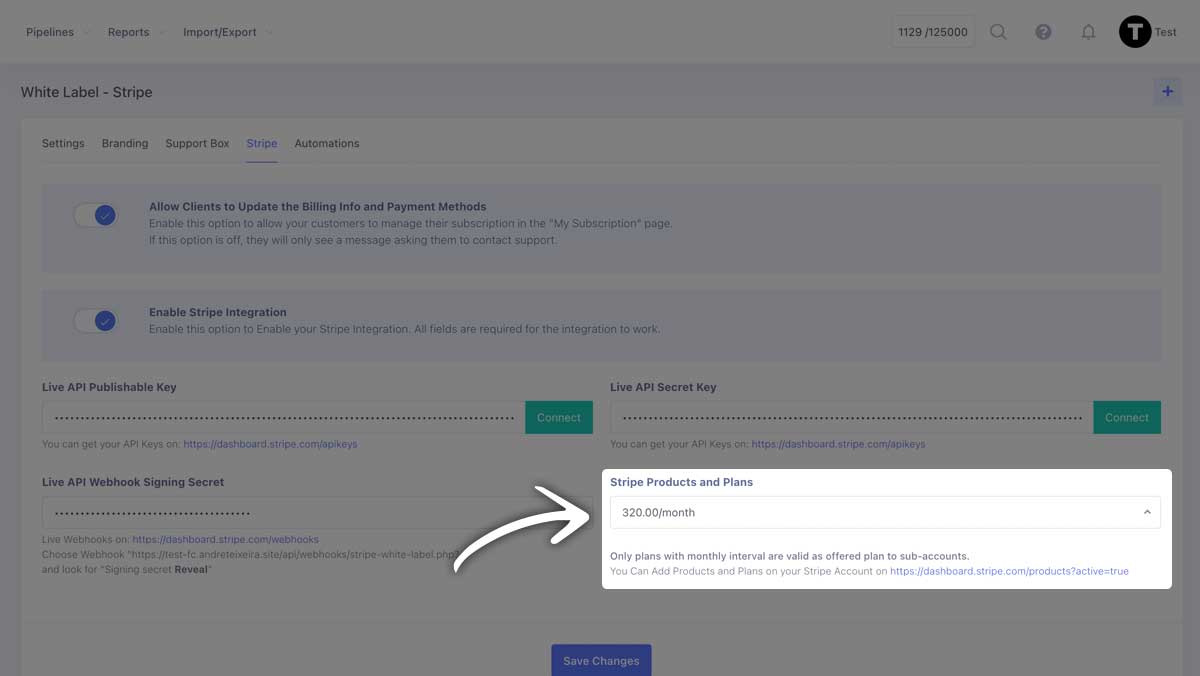 Pipelines Reports Import/Export 1129 /125000 ? T Test
White Label - Stripe +
Settings Branding Support Box Stripe Automations
Allow Clients to Update the Billing Info and Payment Methods
Enable this option to allow your customers to manage their subscription in the "My Subscription" page.
If this option is off, they will only see a message asking them to contact support.
Enable Stripe Integration
Enable this option to Enable your Stripe Integration. All fields are required for the integration to work.
Live API Publishable Key
Connect
You can get your API Keys on: https://dashboard.stripe.com/apikeys
Live API Secret Key
Connect
You can get your API Keys on: https://dashboard.stripe.com/apikeys
Live API Webhook Signing Secret
Live Webhooks on: https://dashboard.stripe.com/webhooks
Choose Webhook "https://test-fc.andreteixeira.site/api/webhooks/stripe-white-label.php?
and look for "Signing secret Reveal"
Stripe Products and Plans
320.00/month
Only plans with monthly interval are valid as offered plan to sub-accounts.
You Can Add Products and Plans on your Stripe Account on https://dashboard.stripe.com/products?active=true
Save Changes